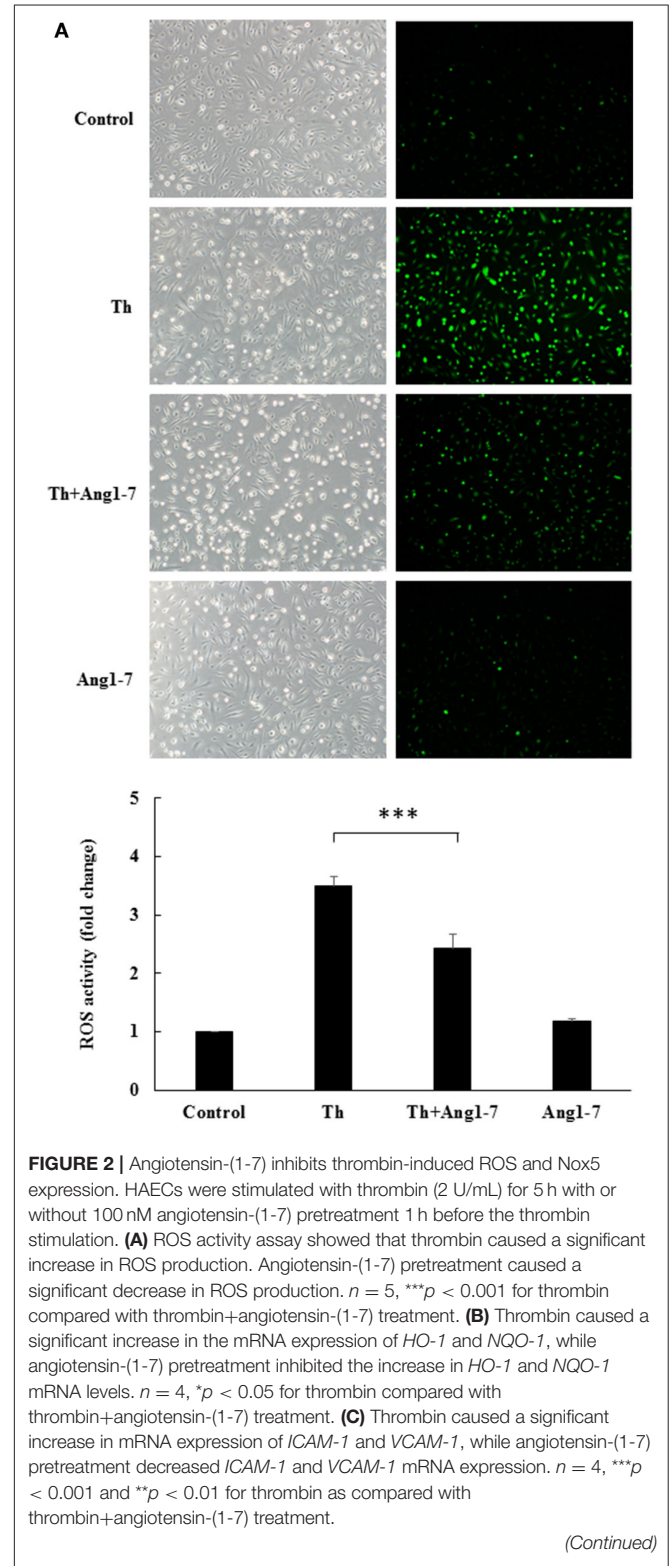 A
Control
Th
Th+Ang1-7
Ang1-7
ROS activity (fold change)
5
4
3
2
1
0
***
Control Th Th+Ang1-7 Ang1-7
FIGURE 2 | Angiotensin-(1-7) inhibits thrombin-induced ROS and Nox5
expression. HAECs were stimulated with thrombin (2 U/mL) for 5 h with or
without 100 nM angiotensin-(1-7) pretreatment 1 h before the thrombin
stimulation. (A) ROS activity assay showed that thrombin caused a significant
increase in ROS production. Angiotensin-(1-7) pretreatment caused a
significant decrease in ROS production. n = 5, ***p < 0.001 for thrombin
compared with thrombin+angiotensin-(1-7) treatment. (B) Thrombin caused a
significant increase in the mRNA expression of HO-1 and NQO-1, while
angiotensin-(1-7) pretreatment inhibited the increase in HO-1 and NQO-1
mRNA levels. n = 4, *p < 0.05 for thrombin compared with
thrombin+angiotensin-(1-7) treatment. (C) Thrombin caused a significant
increase in mRNA expression of ICAM-1 and VCAM-1, while angiotensin-(1-7)
pretreatment decreased ICAM-1 and VCAM-1 mRNA expression. n = 4, ***p
< 0.001 and **p < 0.01 for thrombin as compared with
thrombin+angiotensin-(1-7) treatment.
(Continued)